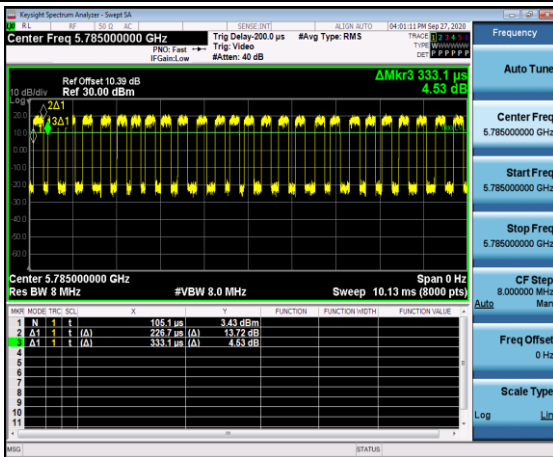 Keysight Spectrum Analyzer - Swept SA
RL RF 50 Ω AC SENSE:INT ALIGN AUTO 04:01:11 PM Sep 27, 2020
Center Freq 5.785000000 GHz
PNO: Fast
IFGain:Low
Trig Delay-200.0 µs
Trig: Video
#Atten: 40 dB
#Avg Type: RMS
TRACE 1 2 3 4 5 6
TYPE WWWWWW
DET P P P P P P
Frequency
Auto Tune
Center Freq
5.785000000 GHz
Start Freq
5.785000000 GHz
Stop Freq
5.785000000 GHz
CF Step
8.000000 MHz
Auto Man
Freq Offset
0 Hz
Scale Type
Log Lin
ΔMkr3 333.1 µs
4.53 dB
Ref Offset 10.39 dB
10 dB/div Ref 30.00 dBm
Log
2Δ1
3Δ1
20.0
10.0
0.00
-10.0
-20.0
-30.0
-40.0
-50.0
-60.0
Center 5.785000000 GHz
Span 0 Hz
Res BW 8 MHz
#VBW 8.0 MHz
Sweep 10.13 ms (8000 pts)
MKR MODE TRC SCL X Y FUNCTION FUNCTION WIDTH FUNCTION VALUE
1 N 1 t 105.1 µs 3.43 dBm
2 Δ1 1 t (Δ) 226.7 µs (Δ) 13.72 dB
3 Δ1 1 t (Δ) 333.1 µs (Δ) 4.53 dB
4
5
6
7
8
9
10
11
MSG
STATUS